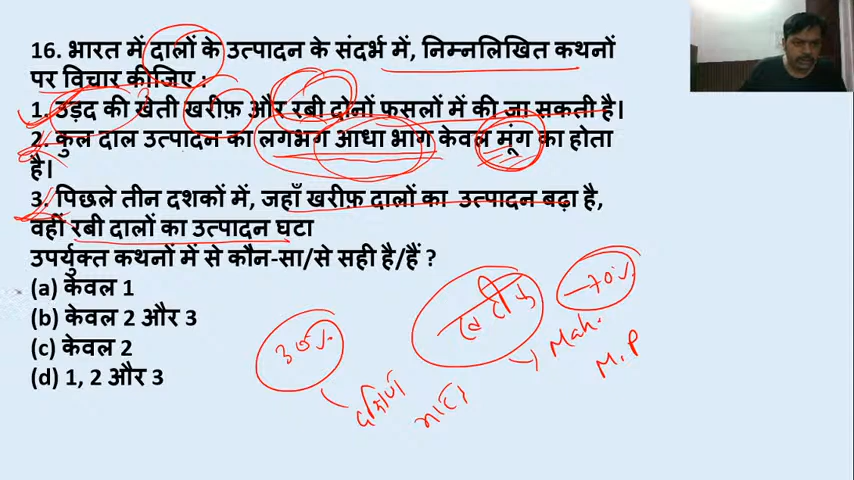 16. भारत में दालों के उत्पादन के संदर्भ में, निम्नलिखित कथनों
पर विचार कीजिए :
1. उड़द की खेती खरीफ़ और रबी दोनों फसलों में की जा सकती है।
2. कुल दाल उत्पादन का लगभग आधा भाग केवल मूंग का होता
है।
3. पिछले तीन दशकों में, जहाँ खरीफ़ दालों का उत्पादन बढ़ा है,
वहीं रबी दालों का उत्पादन घटा
उपर्युक्त कथनों में से कौन-सा/से सही है/हैं ?
(a) केवल 1
(b) केवल 2 और 3
(c) केवल 2
(d) 1, 2 और 3
70%
30%
Mah.
M.P